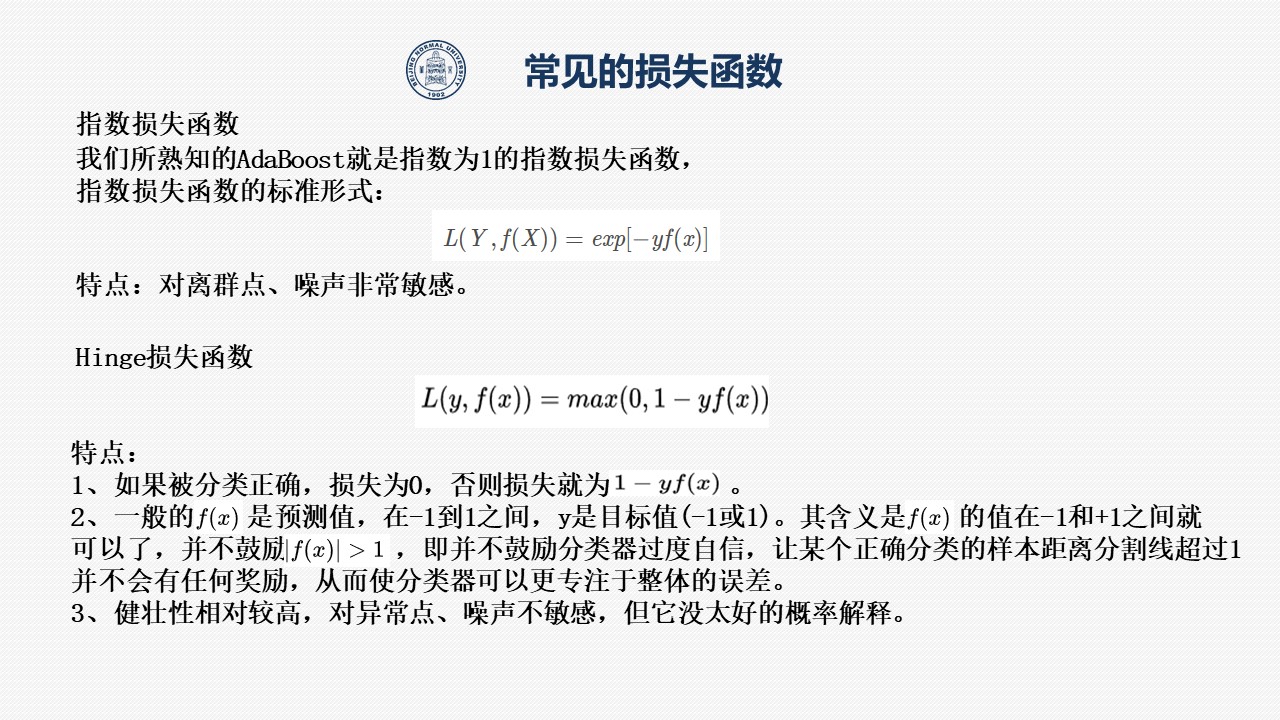 BEIJING NORMAL UNIVERSITY
1902
常见的损失函数
指数损失函数
我们所熟知的AdaBoost就是指数为1的指数损失函数，
指数损失函数的标准形式：
L(Y,f(X)) = exp[−yf(x)]
特点：对离群点、噪声非常敏感。
Hinge损失函数
L(y, f(x)) = max(0, 1 − yf(x))
特点：
1、如果被分类正确，损失为0，否则损失就为1 − yf(x) 。
2、一般的f(x) 是预测值，在-1到1之间，y是目标值(-1或1)。其含义是f(x) 的值在-1和+1之间就
可以了，并不鼓励|f(x)| > 1 ，即并不鼓励分类器过度自信，让某个正确分类的样本距离分割线超过1
并不会有任何奖励，从而使分类器可以更专注于整体的误差。
3、健壮性相对较高，对异常点、噪声不敏感，但它没太好的概率解释。